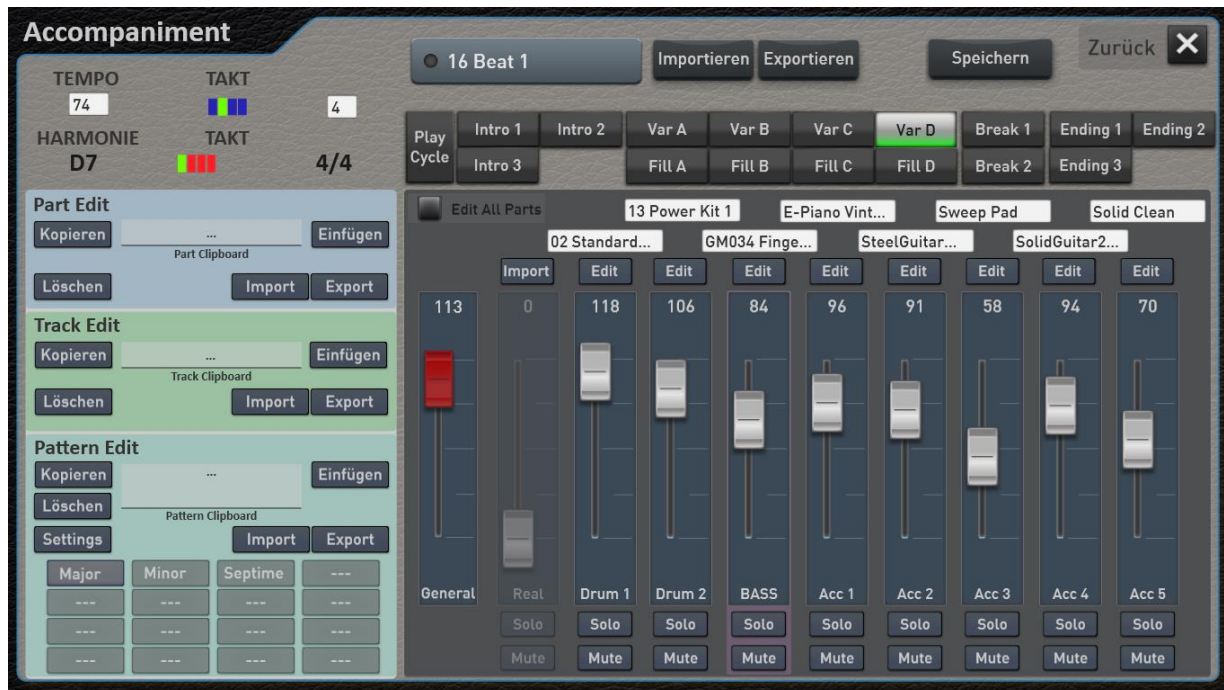 Accompaniment
TEMPO TAKT
74 4
HARMONIE TAKT
D7 4/4
16 Beat 1 Importieren Exportieren Speichern Zurück
Play Cycle
Intro 1 Intro 2 Var A Var B Var C Var D Break 1 Ending 1 Ending 2
Intro 3 Fill A Fill B Fill C Fill D Break 2 Ending 3
Part Edit
Kopieren ... Einfügen
Part Clipboard
Löschen Import Export
Track Edit
Kopieren ... Einfügen
Track Clipboard
Löschen Import Export
Pattern Edit
Kopieren ... Einfügen
Löschen
Pattern Clipboard
Settings Import Export
Major Minor Septime ---
--- --- --- ---
--- --- --- ---
--- --- --- ---
Edit All Parts 13 Power Kit 1 E-Piano Vint... Sweep Pad Solid Clean
02 Standard... GM034 Finge... SteelGuitar... SolidGuitar2...
Import Edit Edit Edit Edit Edit Edit Edit Edit
113 0 118 106 84 96 91 58 94 70
General Real Drum 1 Drum 2 BASS Acc 1 Acc 2 Acc 3 Acc 4 Acc 5
Solo Solo Solo Solo Solo Solo Solo Solo Solo
Mute Mute Mute Mute Mute Mute Mute Mute Mute